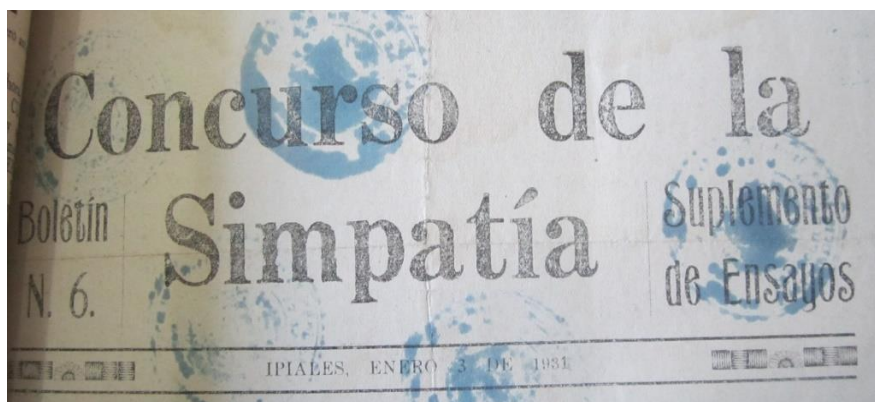 Concurso de la
Simpatía
Boletín
N. 6.
Suplemento
de Ensayos
IPIALES, ENERO 3 DE 1931